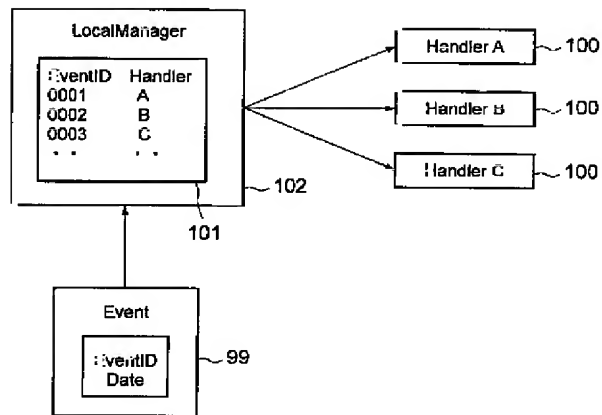 LocalManager
EventID Handler
0001 A
0002 B
0003 C
. . . .
102
101
Handler A 100
Handler B 100
Handler C 100
Event
EventID
Date
99